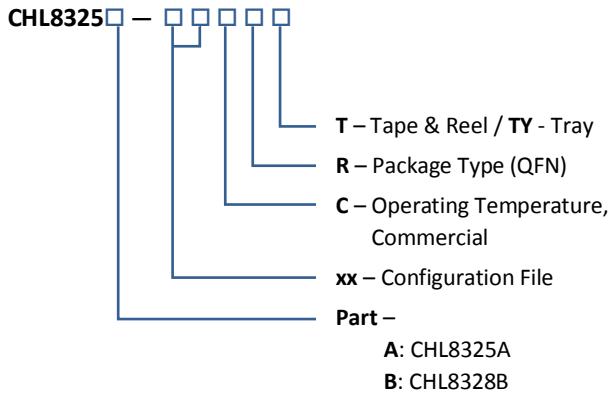 CHL8325□ — □□□□□
T – Tape & Reel / TY - Tray
R – Package Type (QFN)
C – Operating Temperature,
Commercial
xx – Configuration File
Part –
A: CHL8325A
B: CHL8328B